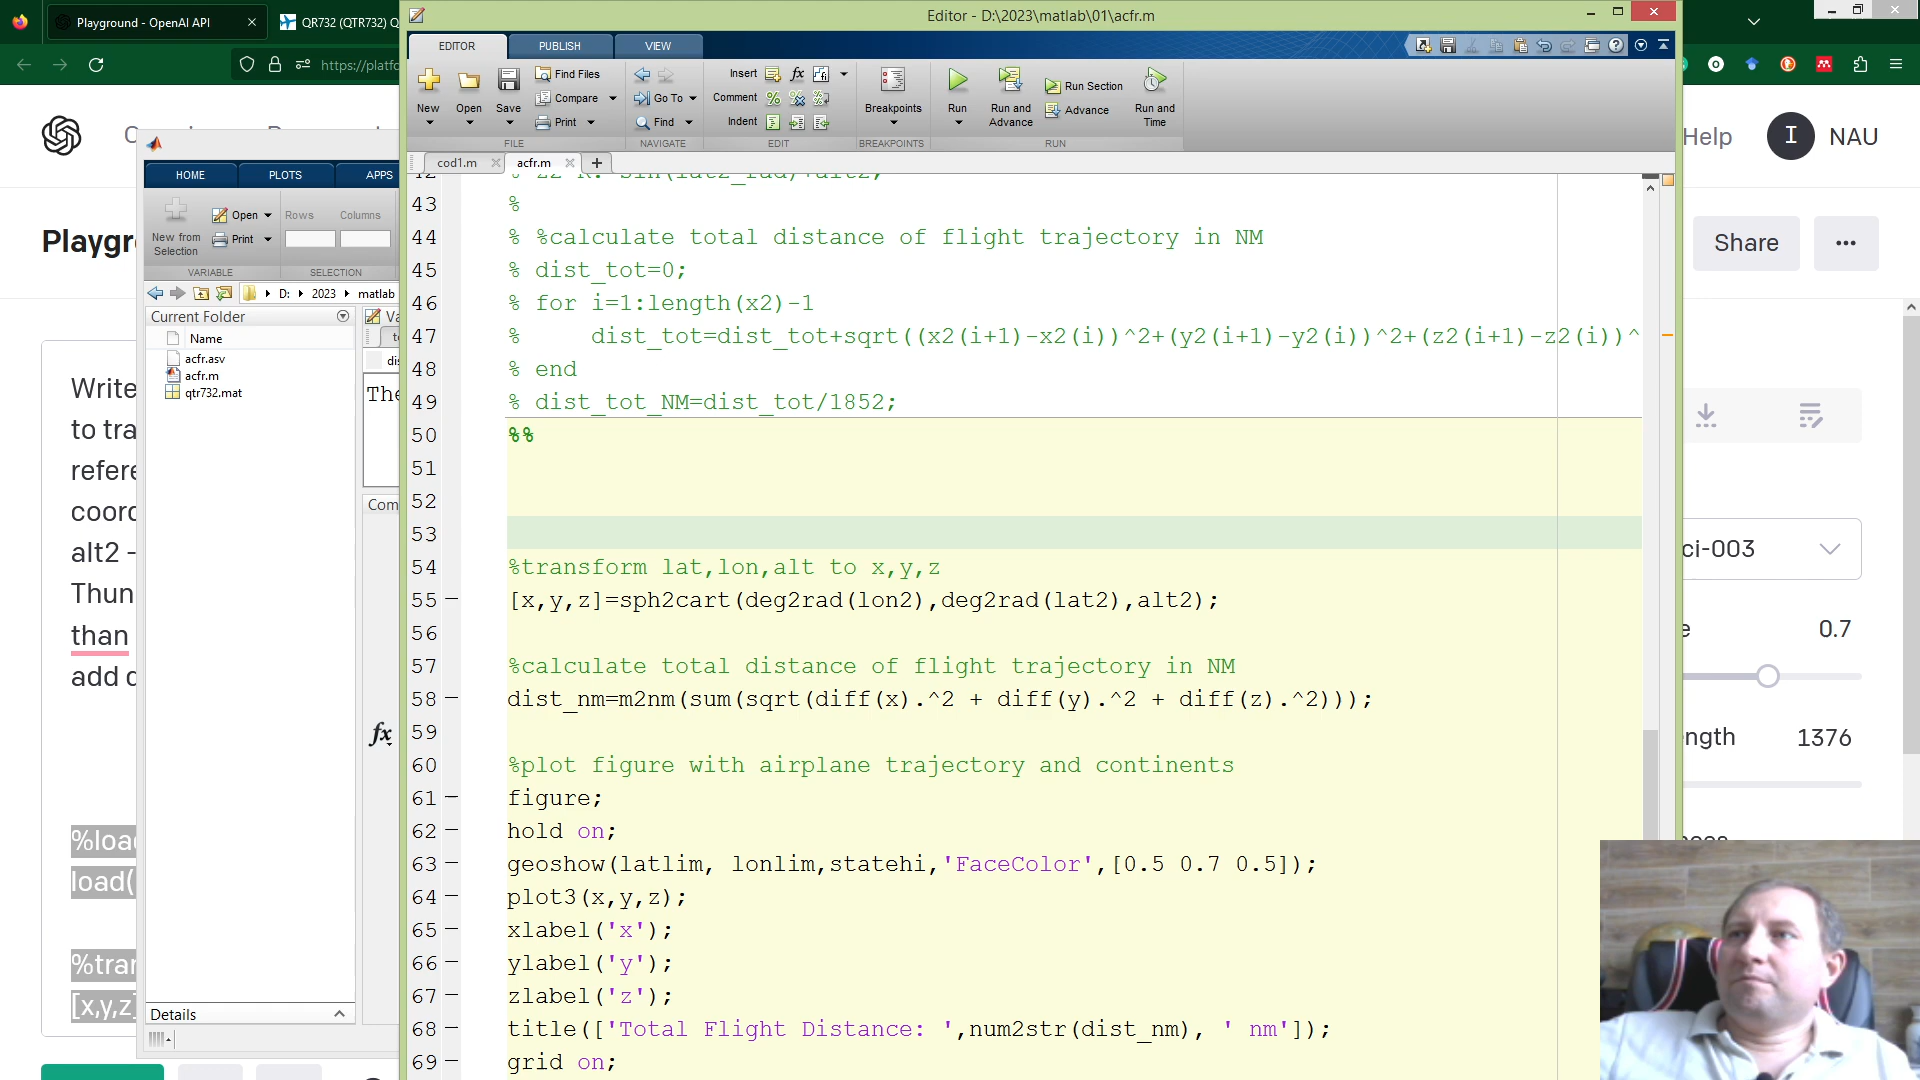 Playground - OpenAI API
QR732 (QTR732) Q
Editor - D:\2023\matlab\01\acfr.m
EDITOR
PUBLISH
VIEW
https://platfo
New
Open
Save
Find Files
Compare
Print
Go To
Find
Insert
Comment
Indent
Breakpoints
Run
Run and
Advance
Run Section
Advance
Run and
Time
FILE
NAVIGATE
EDIT
BREAKPOINTS
RUN
cod1.m
acfr.m
Help
I
NAU
HOME
PLOTS
APPS
New from
Selection
Open
Print
Rows
Columns
VARIABLE
SELECTION
D:
2023
matlab
Current Folder
Name
acfr.asv
acfr.m
qtr732.mat
Details
Playgr
Share
Write
to tra
refere
coord
alt2 -
Thun
than
add d
%load
load(
%tran
[x,y,z]
The
Com
fx
43 %
44 % %calculate total distance of flight trajectory in NM
45 % dist_tot=0;
46 % for i=1:length(x2)-1
47 % dist_tot=dist_tot+sqrt((x2(i+1)-x2(i))^2+(y2(i+1)-y2(i))^2+(z2(i+1)-z2(i))^
48 % end
49 % dist_tot_NM=dist_tot/1852;
50 %%
51
52
53
54 %transform lat,lon,alt to x,y,z
55 [x,y,z]=sph2cart(deg2rad(lon2),deg2rad(lat2),alt2);
56
57 %calculate total distance of flight trajectory in NM
58 dist_nm=m2nm(sum(sqrt(diff(x).^2 + diff(y).^2 + diff(z).^2)));
59
60 %plot figure with airplane trajectory and continents
61 figure;
62 hold on;
63 geoshow(latlim, lonlim,statehi,'FaceColor',[0.5 0.7 0.5]);
64 plot3(x,y,z);
65 xlabel('x');
66 ylabel('y');
67 zlabel('z');
68 title(['Total Flight Distance: ',num2str(dist_nm), ' nm']);
69 grid on;
ci-003
0.7
ngth
1376